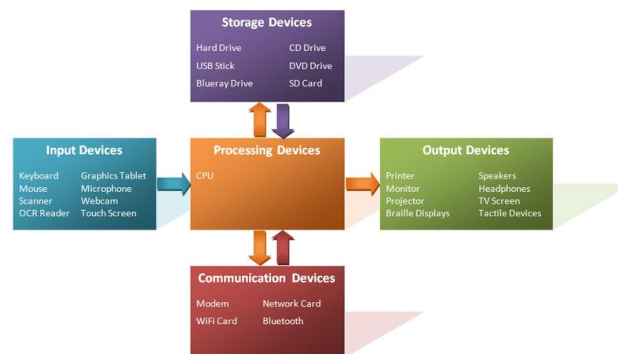 Storage Devices
Hard Drive CD Drive
USB Stick DVD Drive
Blueray Drive SD Card
Input Devices
Keyboard Graphics Tablet
Mouse Microphone
Scanner Webcam
OCR Reader Touch Screen
Processing Devices
CPU
Output Devices
Printer Speakers
Monitor Headphones
Projector TV Screen
Braille Displays Tactile Devices
Communication Devices
Modem Network Card
WiFi Card Bluetooth